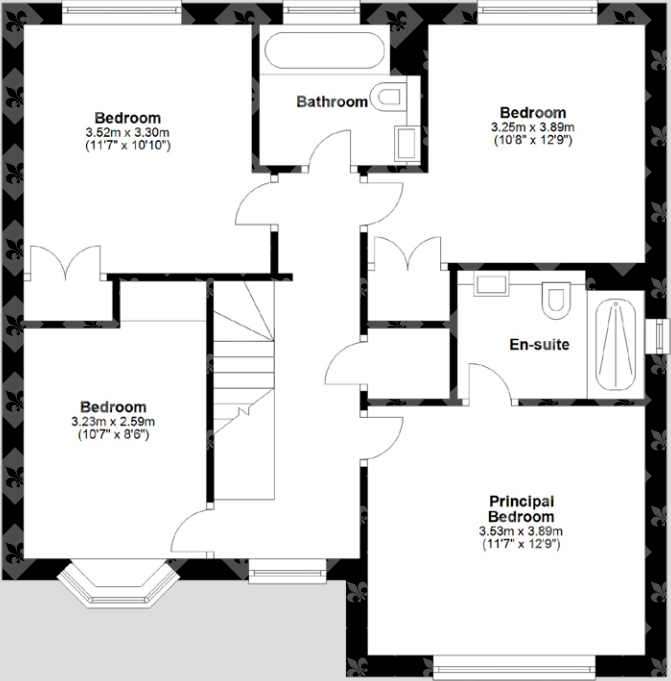 Bedroom
3.52m x 3.30m
(11'7" x 10'10")
Bathroom
Bedroom
3.25m x 3.89m
(10'8" x 12'9")
En-suite
Bedroom
3.23m x 2.59m
(10'7" x 8'6")
Principal
Bedroom
3.53m x 3.89m
(11'7" x 12'9")